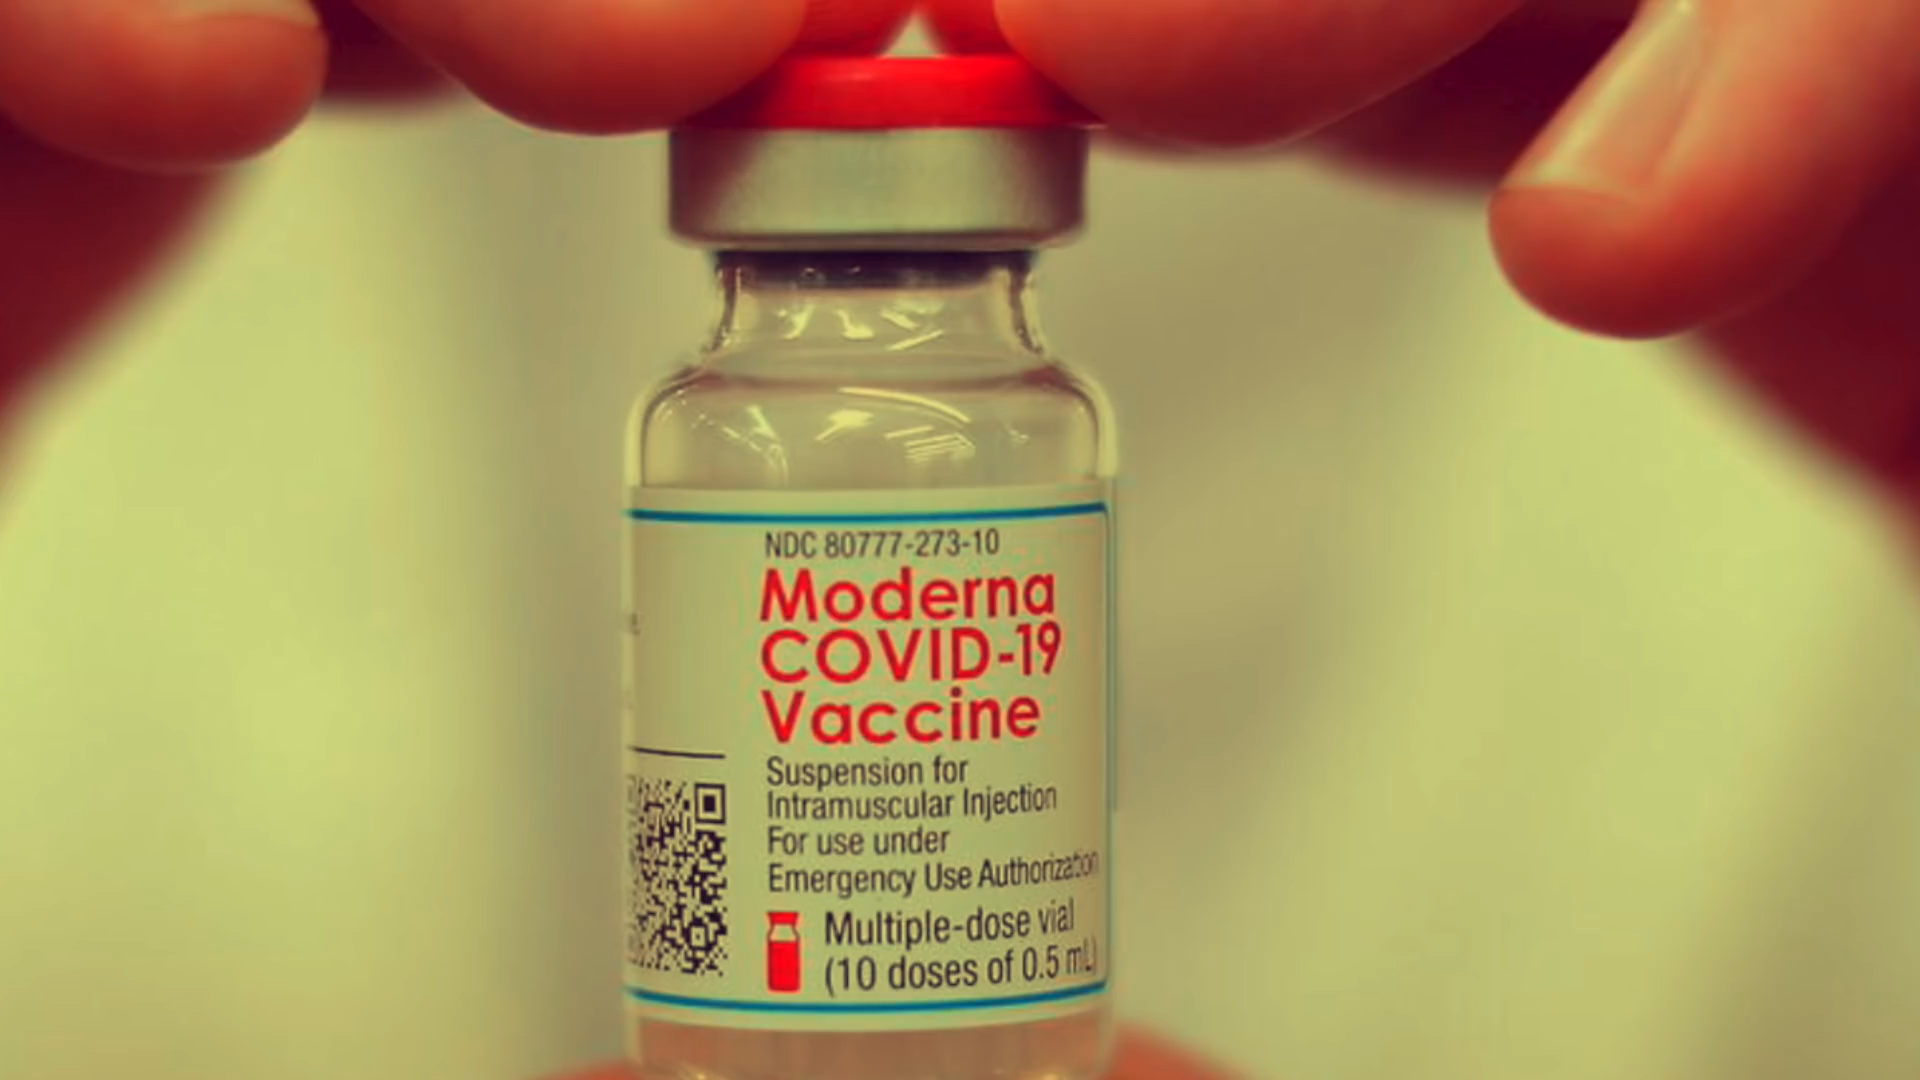 NDC 80777-273-10
Moderna
COVID-19
Vaccine
Suspension for
Intramuscular Injection
For use under
Emergency Use Authorization
Multiple-dose vial
(10 doses of 0.5 mL)